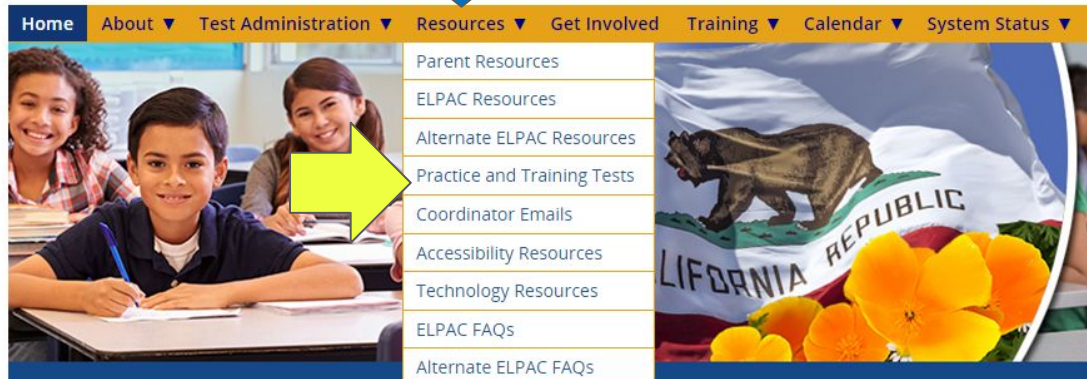 Home About ▼ Test Administration ▼ Resources ▼ Get Involved Training ▼ Calendar ▼ System Status ▼
Parent Resources
ELPAC Resources
Alternate ELPAC Resources
Practice and Training Tests
Coordinator Emails
Accessibility Resources
Technology Resources
ELPAC FAQs
Alternate ELPAC FAQs
LIFORNIA REPUBLIC